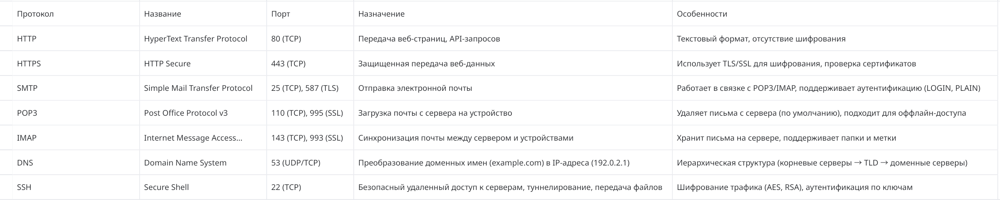 Протокол Название Порт Назначение Особенности
HTTP HyperText Transfer Protocol 80 (TCP) Передача веб-страниц, API-запросов Текстовый формат, отсутствие шифрования
HTTPS HTTP Secure 443 (TCP) Защищенная передача веб-данных Использует TLS/SSL для шифрования, проверка сертификатов
SMTP Simple Mail Transfer Protocol 25 (TCP), 587 (TLS) Отправка электронной почты Работает в связке с POP3/IMAP, поддерживает аутентификацию (LOGIN, PLAIN)
POP3 Post Office Protocol v3 110 (TCP), 995 (SSL) Загрузка почты с сервера на устройство Удаляет письма с сервера (по умолчанию), подходит для оффлайн-доступа
IMAP Internet Message Access... 143 (TCP), 993 (SSL) Синхронизация почты между сервером и устройствами Хранит письма на сервере, поддерживает папки и метки
DNS Domain Name System 53 (UDP/TCP) Преобразование доменных имен (example.com) в IP-адреса (192.0.2.1) Иерархическая структура (корневые серверы → TLD → доменные серверы)
SSH Secure Shell 22 (TCP) Безопасный удаленный доступ к серверам, туннелирование, передача файлов Шифрование трафика (AES, RSA), аутентификация по ключам